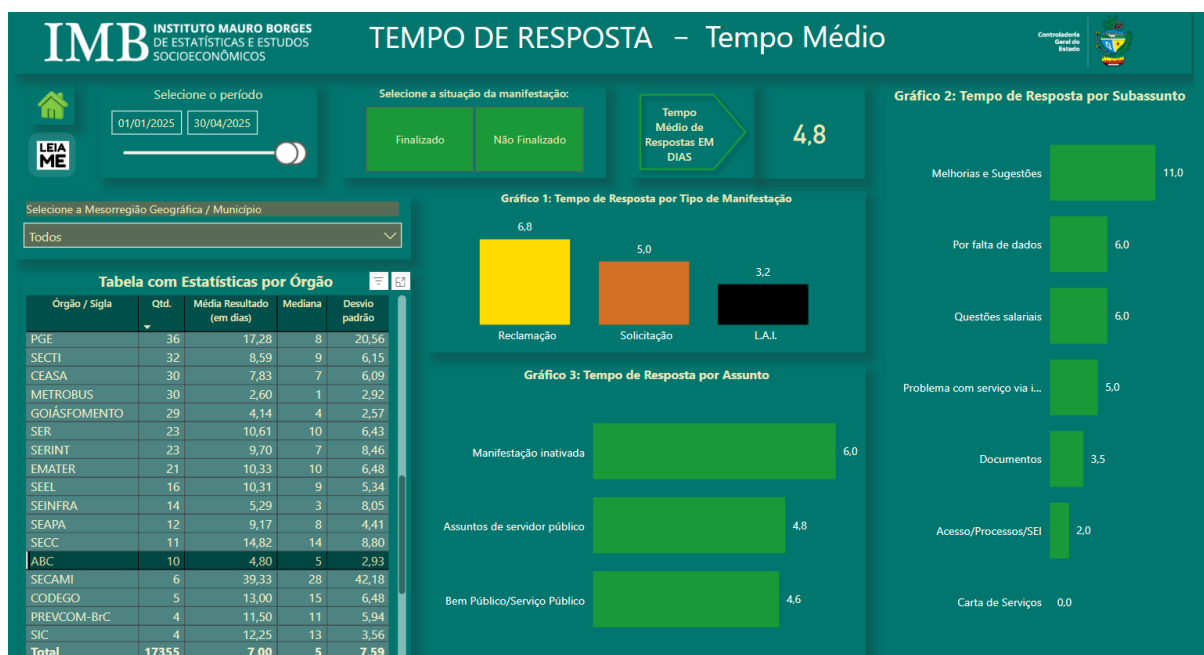 IMB INSTITUTO MAURO BORGES
DE ESTATÍSTICAS E ESTUDOS
SOCIOECONÔMICOS
TEMPO DE RESPOSTA – Tempo Médio
Controladoria
Geral do
Estado
LEIA
ME
Selecione o período
01/01/2025 30/04/2025
Selecione a situação da manifestação:
Finalizado Não Finalizado
Tempo
Médio de
Respostas EM
DIAS
4,8
Selecione a Mesorregião Geográfica / Município
Todos
Tabela com Estatísticas por Órgão
Órgão / Sigla Qtd. Média Resultado (em dias) Mediana Desvio padrão
PGE 36 17,28 8 20,56
SECTI 32 8,59 9 6,15
CEASA 30 7,83 7 6,09
METROBUS 30 2,60 1 2,92
GOIÁSFOMENTO 29 4,14 4 2,57
SER 23 10,61 10 6,43
SERINT 23 9,70 7 8,46
EMATER 21 10,33 10 6,48
SEEL 16 10,31 9 5,34
SEINFRA 14 5,29 3 8,05
SEAPA 12 9,17 8 4,41
SECC 11 14,82 14 8,80
ABC 10 4,80 5 2,93
SECAMI 6 39,33 28 42,18
CODEGO 5 13,00 15 6,48
PREVCOM-BrC 4 11,50 11 5,94
SIC 4 12,25 13 3,56
Total 17355 7,00 5 7,59
Gráfico 1: Tempo de Resposta por Tipo de Manifestação
6,8
5,0
3,2
Reclamação Solicitação L.A.I.
Gráfico 3: Tempo de Resposta por Assunto
Manifestação inativada 6,0
Assuntos de servidor público 4,8
Bem Público/Serviço Público 4,6
Gráfico 2: Tempo de Resposta por Subassunto
Melhorias e Sugestões 11,0
Por falta de dados 6,0
Questões salariais 6,0
Problema com serviço via i... 5,0
Documentos 3,5
Acesso/Processos/SEI 2,0
Carta de Serviços 0,0